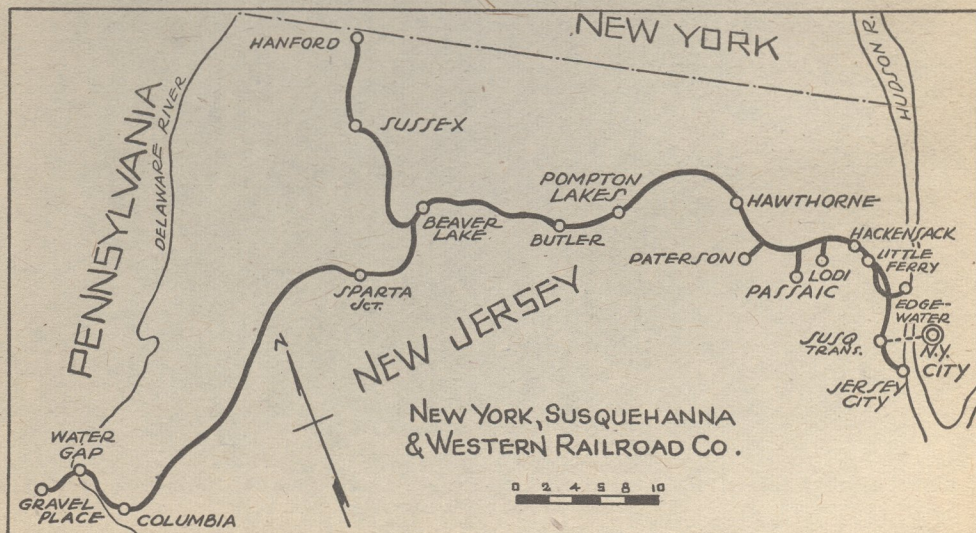 NEW YORK
HUDSON R.
HANFORD
PENNSYLVANIA
DELAWARE RIVER
SUSSEX
POMPTON
LAKES
HAWTHORNE
BEAVER
LAKE
BUTLER
HACKENSACK
LITTLE
FERRY
PATERSON
LODI
PASSAIC
SPARTA
JCT.
EDGE-
WATER
NEW JERSEY
SUSQ
TRANS.
N.Y.
CITY
JERSEY
CITY
N
NEW YORK, SUSQUEHANNA
& WESTERN RAILROAD CO.
WATER
GAP
0 2 4 5 8 10
GRAVEL
PLACE
COLUMBIA